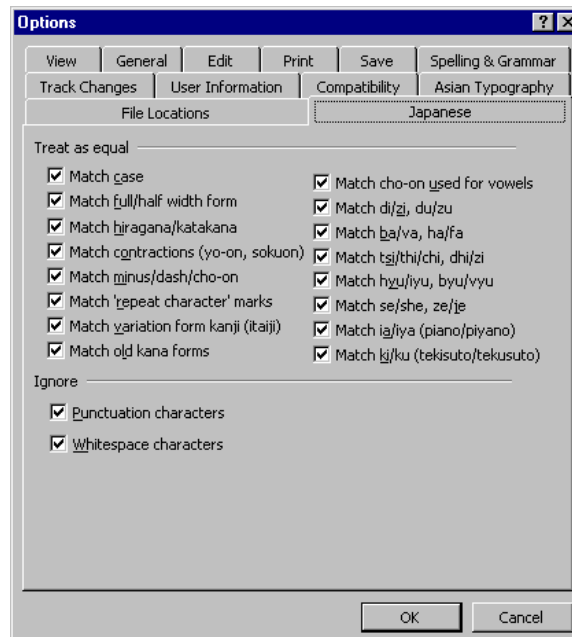 Options
View General Edit Print Save Spelling & Grammar
Track Changes User Information Compatibility Asian Typography
File Locations Japanese
Treat as equal
Match case
Match full/half width form
Match hiragana/katakana
Match contractions (yo-on, sokuon)
Match minus/dash/cho-on
Match 'repeat character' marks
Match variation form kanji (itaiji)
Match old kana forms
Match cho-on used for vowels
Match di/zi, du/zu
Match ba/va, ha/fa
Match tsi/thi/chi, dhi/zi
Match hyu/iyu, byu/vyu
Match se/she, ze/je
Match ia/iya (piano/piyano)
Match ki/ku (tekisuto/tekusuto)
Ignore
Punctuation characters
Whitespace characters
OK Cancel